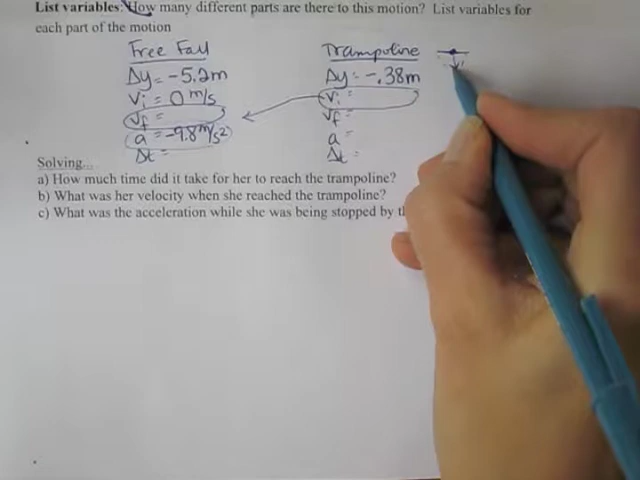 List variables: How many different parts are there to this motion? List variables for
each part of the motion
Free Fall
Δy = -5.2m
Vi = 0 m/s
Vf =
a = -9.8 m/s²
Δt =
Trampoline
Δy = -.38m
Vi =
Vf =
a =
Δt =
Solving...
a) How much time did it take for her to reach the trampoline?
b) What was her velocity when she reached the trampoline?
c) What was the acceleration while she was being stopped by t